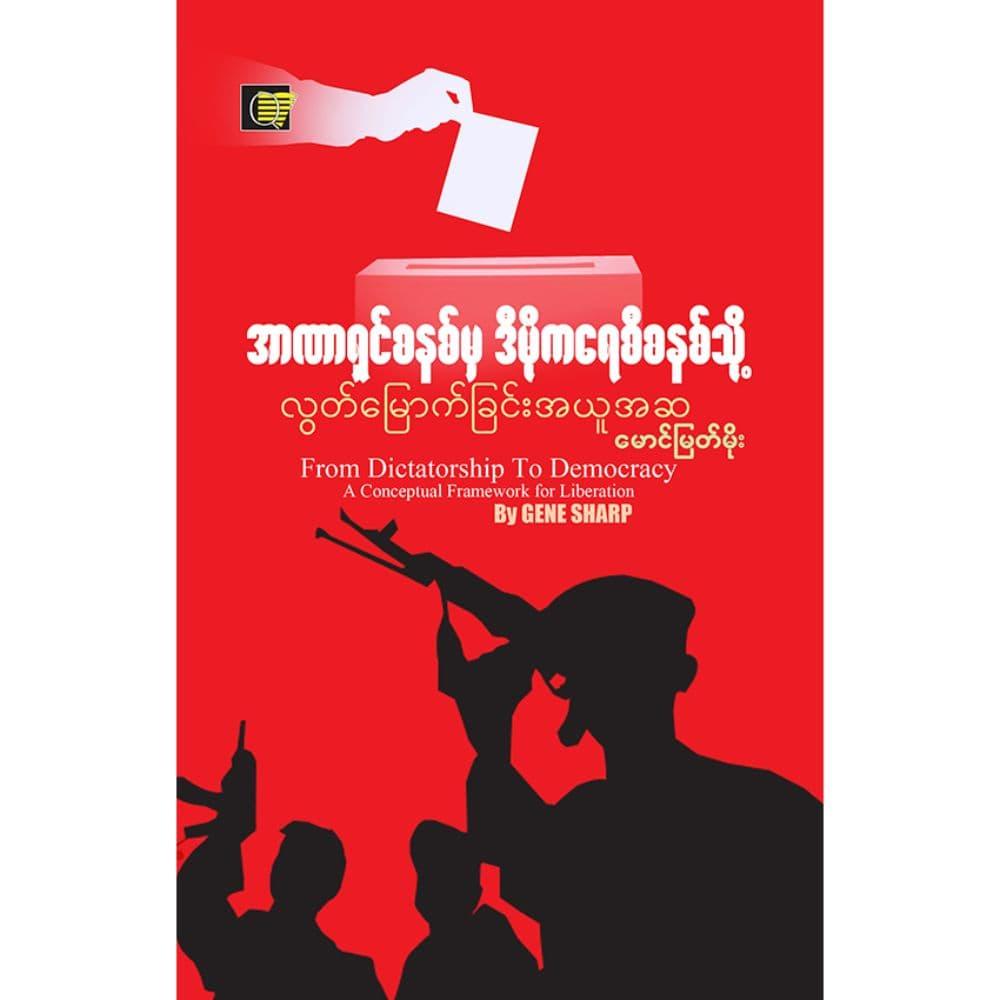 အာဏာရှင်စနစ်မှ ဒီမိုကရေစီစနစ်သို့
လွတ်မြောက်ခြင်းအယူအဆ
မောင်မြတ်မိုး
From Dictatorship To Democracy
A Conceptual Framework for Liberation
By GENE SHARP